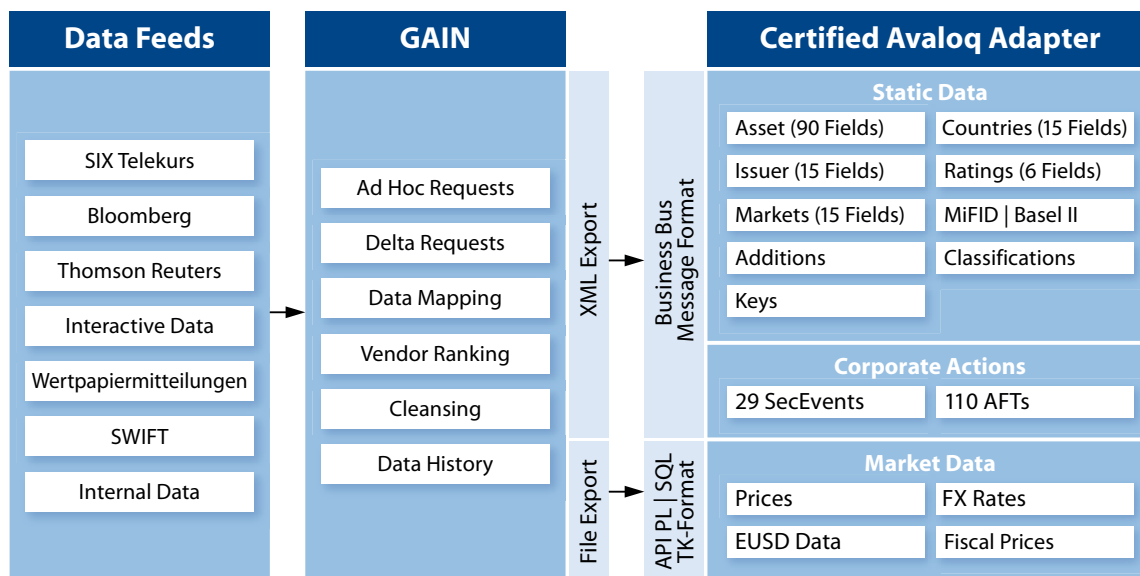 Data Feeds
SIX Telekurs
Bloomberg
Thomson Reuters
Interactive Data
Wertpapiermitteilungen
SWIFT
Internal Data
GAIN
Ad Hoc Requests
Delta Requests
Data Mapping
Vendor Ranking
Cleansing
Data History
XML Export
File Export
Business Bus
Message Format
API PL | SQL
TK-Format
Certified Avaloq Adapter
Static Data
Asset (90 Fields)
Countries (15 Fields)
Issuer (15 Fields)
Ratings (6 Fields)
Markets (15 Fields)
MiFID | Basel II
Additions
Classifications
Keys
Corporate Actions
29 SecEvents
110 AFTs
Market Data
Prices
FX Rates
EUSD Data
Fiscal Prices